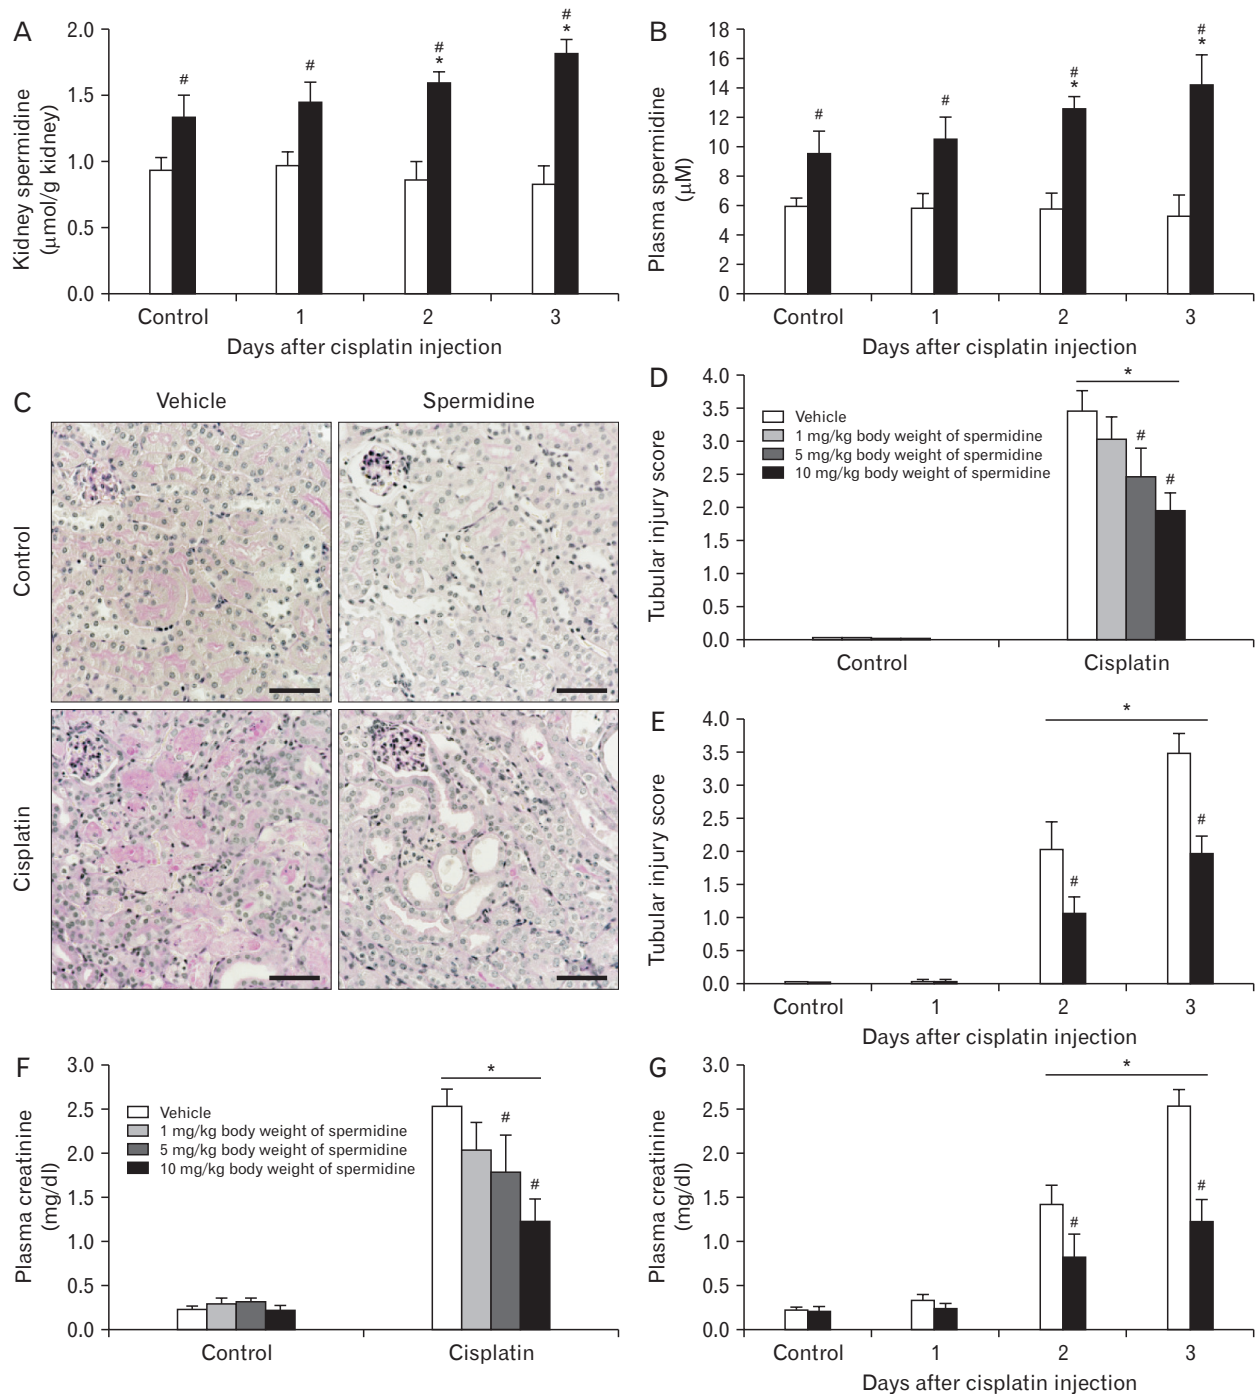 A
Kidney spermidine
(μmol/g kidney)
2.0
1.5
1.0
0.5
0.0
#
#
#
*
#
*
Control 1 2 3
Days after cisplatin injection
B
Plasma spermidine
(μM)
18
16
14
12
10
8
6
4
2
0
#
#
#
*
#
*
Control 1 2 3
Days after cisplatin injection
C
Vehicle Spermidine
Control
Cisplatin
D
Tubular injury score
4.0
3.5
3.0
2.5
2.0
1.5
1.0
0.5
0.0
*
Vehicle
1 mg/kg body weight of spermidine
5 mg/kg body weight of spermidine
10 mg/kg body weight of spermidine
#
#
Control Cisplatin
E
Tubular injury score
4.0
3.5
3.0
2.5
2.0
1.5
1.0
0.5
0.0
*
#
#
Control 1 2 3
Days after cisplatin injection
F
Plasma creatinine
(mg/dl)
3.0
2.5
2.0
1.5
1.0
0.5
0.0
*
Vehicle
1 mg/kg body weight of spermidine
5 mg/kg body weight of spermidine
10 mg/kg body weight of spermidine
#
#
Control Cisplatin
G
Plasma creatinine
(mg/dl)
3.0
2.5
2.0
1.5
1.0
0.5
0.0
*
#
#
Control 1 2 3
Days after cisplatin injection